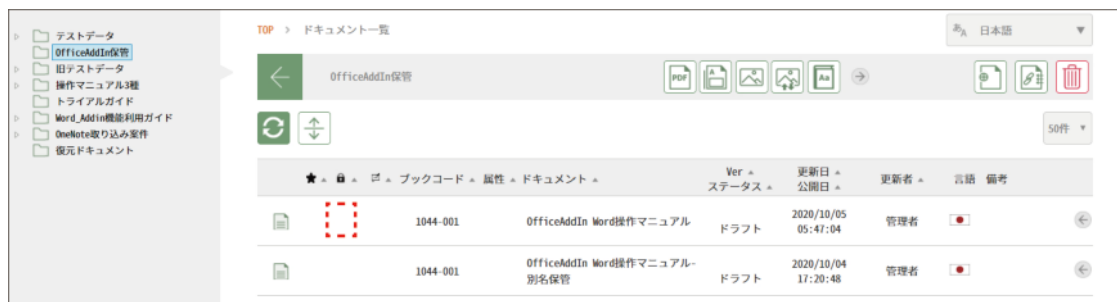 テストデータ
OfficeAddIn保管
旧テストデータ
操作マニュアル3種
トライアルガイド
Word_Addin機能利用ガイド
OneNote取り込み案件
復元ドキュメント
TOP > ドキュメント一覧
あA 日本語
OfficeAddIn保管
PDF
A
Aa
50件
ブックコード 属性 ドキュメント Ver ステータス 更新日 公開日 更新者 言語 備考
1044-001 OfficeAddIn Word操作マニュアル ドラフト 2020/10/05 05:47:04 管理者
1044-001 OfficeAddIn Word操作マニュアル-別名保管 ドラフト 2020/10/04 17:20:48 管理者